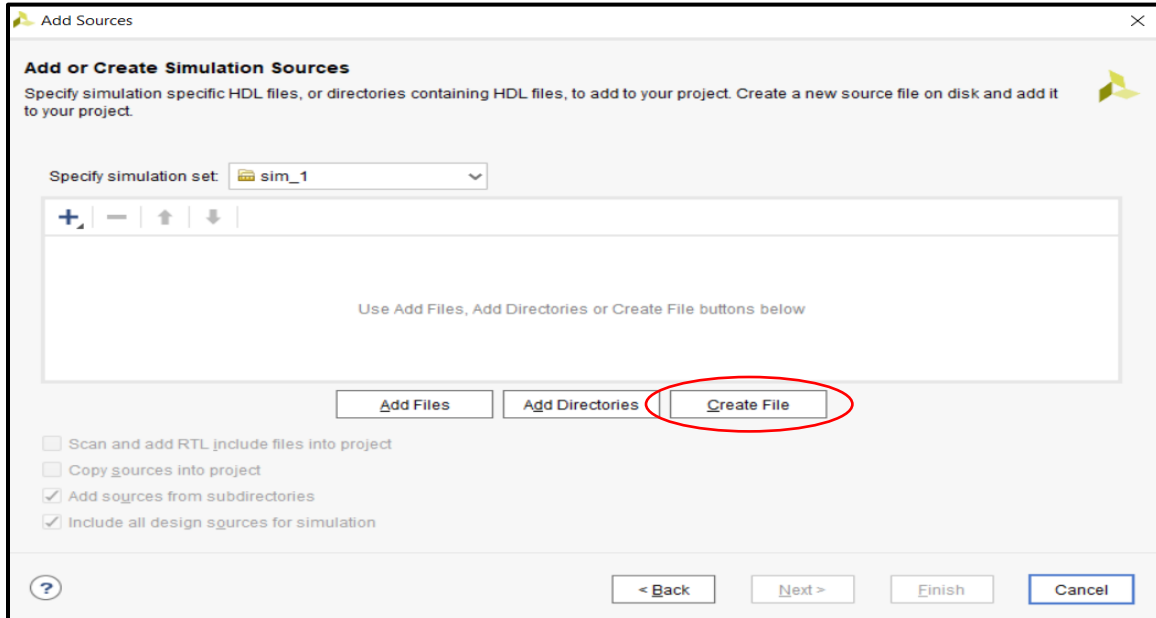 Add Sources
Add or Create Simulation Sources
Specify simulation specific HDL files, or directories containing HDL files, to add to your project. Create a new source file on disk and add it
to your project.
Specify simulation set: sim_1
Use Add Files, Add Directories or Create File buttons below
Add Files Add Directories Create File
Scan and add RTL include files into project
Copy sources into project
Add sources from subdirectories
Include all design sources for simulation
? < Back Next > Finish Cancel